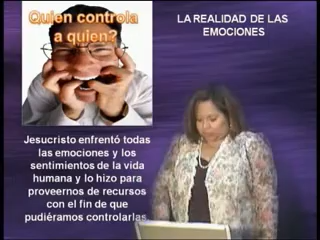 Quien controla
a quien?
LA REALIDAD DE LAS
EMOCIONES
Jesucristo enfrentó todas
las emociones y los
sentimientos de la vida
humana y lo hizo para
proveernos de recursos
con el fin de que
pudiéramos controlarlas.